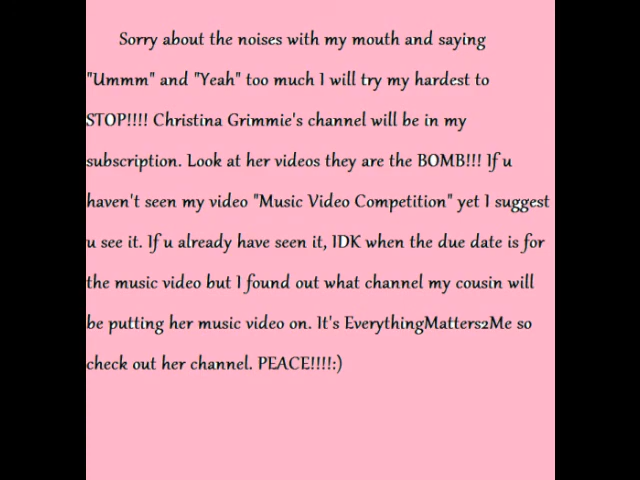 Sorry about the noises with my mouth and saying
"Ummm" and "Yeah" too much I will try my hardest to
STOP!!!! Christina Grimmie's channel will be in my
subscription. Look at her videos they are the BOMB!!! If u
haven't seen my video "Music Video Competition" yet I suggest
u see it. If u already have seen it, IDK when the due date is for
the music video but I found out what channel my cousin will
be putting her music video on. It's EverythingMatters2Me so
check out her channel. PEACE!!!!:)